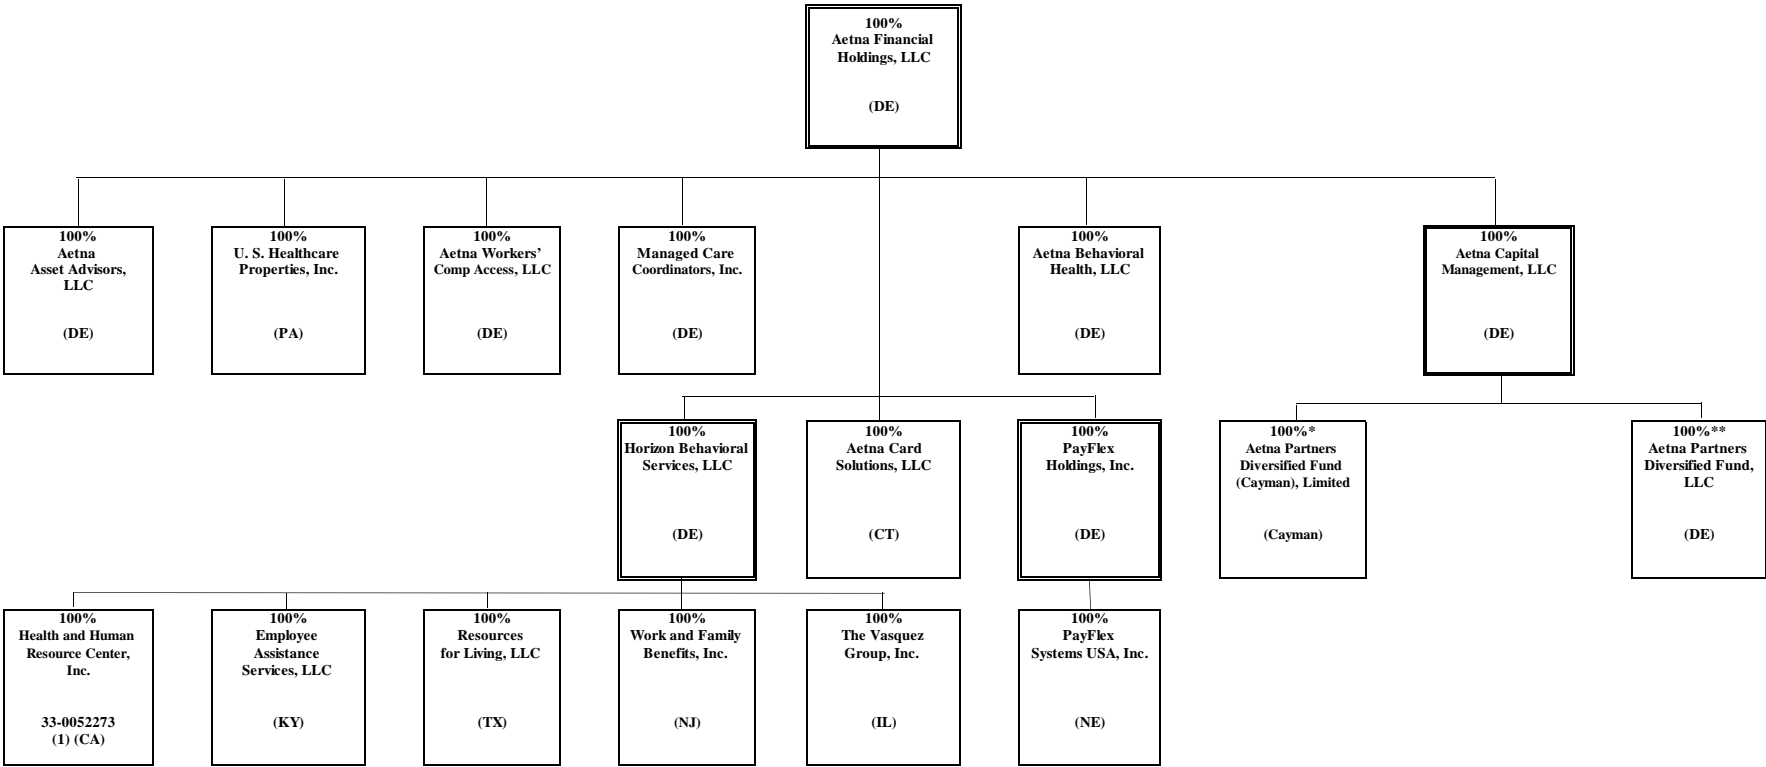 100%
Aetna Financial
Holdings, LLC
(DE)
100%
Aetna
Asset Advisors,
LLC
(DE)
100%
U. S. Healthcare
Properties, Inc.
(PA)
100%
Aetna Workers’
Comp Access, LLC
(DE)
100%
Managed Care
Coordinators, Inc.
(DE)
100%
Aetna Behavioral
Health, LLC
(DE)
100%
Aetna Capital
Management, LLC
(DE)
100%
Horizon Behavioral
Services, LLC
(DE)
100%
Aetna Card
Solutions, LLC
(CT)
100%
PayFlex
Holdings, Inc.
(DE)
100%*
Aetna Partners
Diversified Fund
(Cayman), Limited
(Cayman)
100%**
Aetna Partners
Diversified Fund,
LLC
(DE)
100%
Health and Human
Resource Center,
Inc.
33-0052273
(1) (CA)
100%
Employee
Assistance
Services, LLC
(KY)
100%
Resources
for Living, LLC
(TX)
100%
Work and Family
Benefits, Inc.
(NJ)
100%
The Vasquez
Group, Inc.
(IL)
100%
PayFlex
Systems USA, Inc.
(NE)